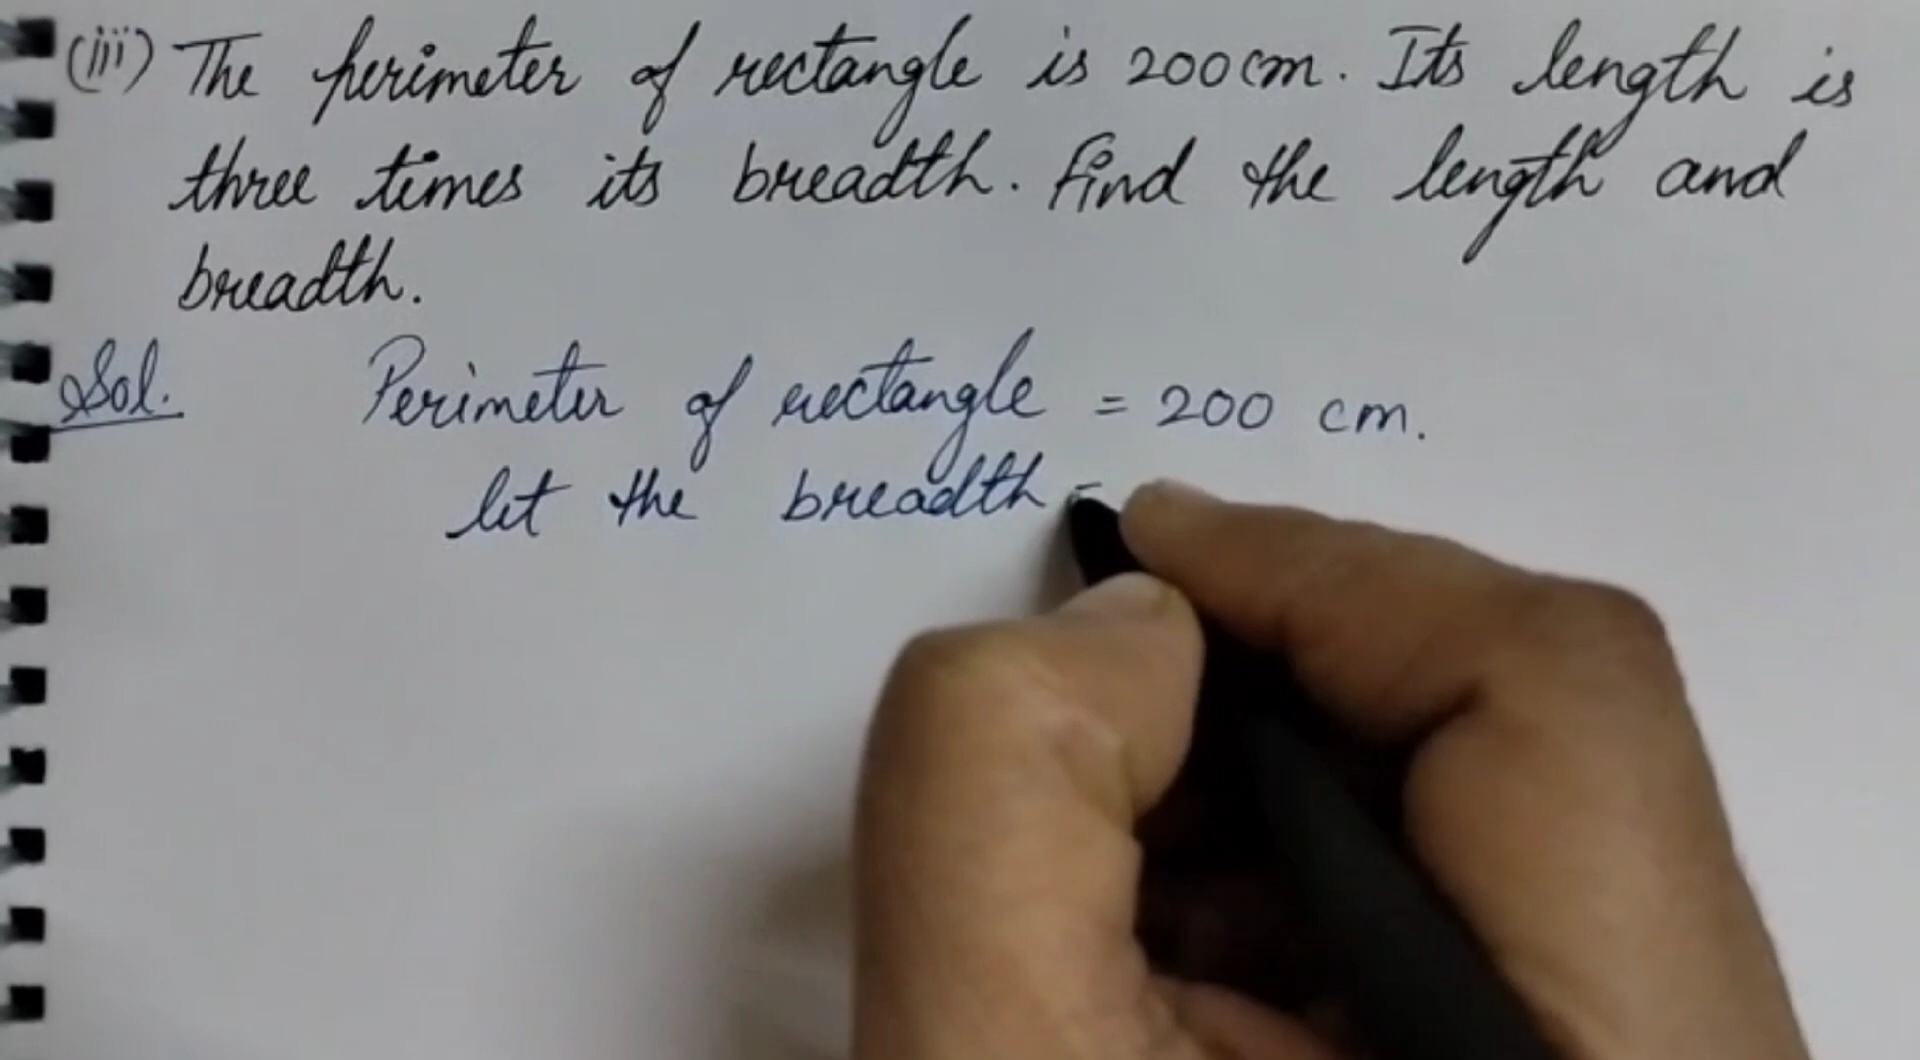 (iii) The perimeter of rectangle is 200cm. Its length is
three times its breadth. Find the length and
breadth.
Sol. Perimeter of rectangle = 200 cm.
let the breadth =